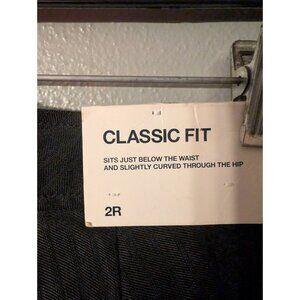 CLASSIC FIT
SITS JUST BELOW THE WAIST
AND SLIGHTLY CURVED THROUGH THE HIP
2R